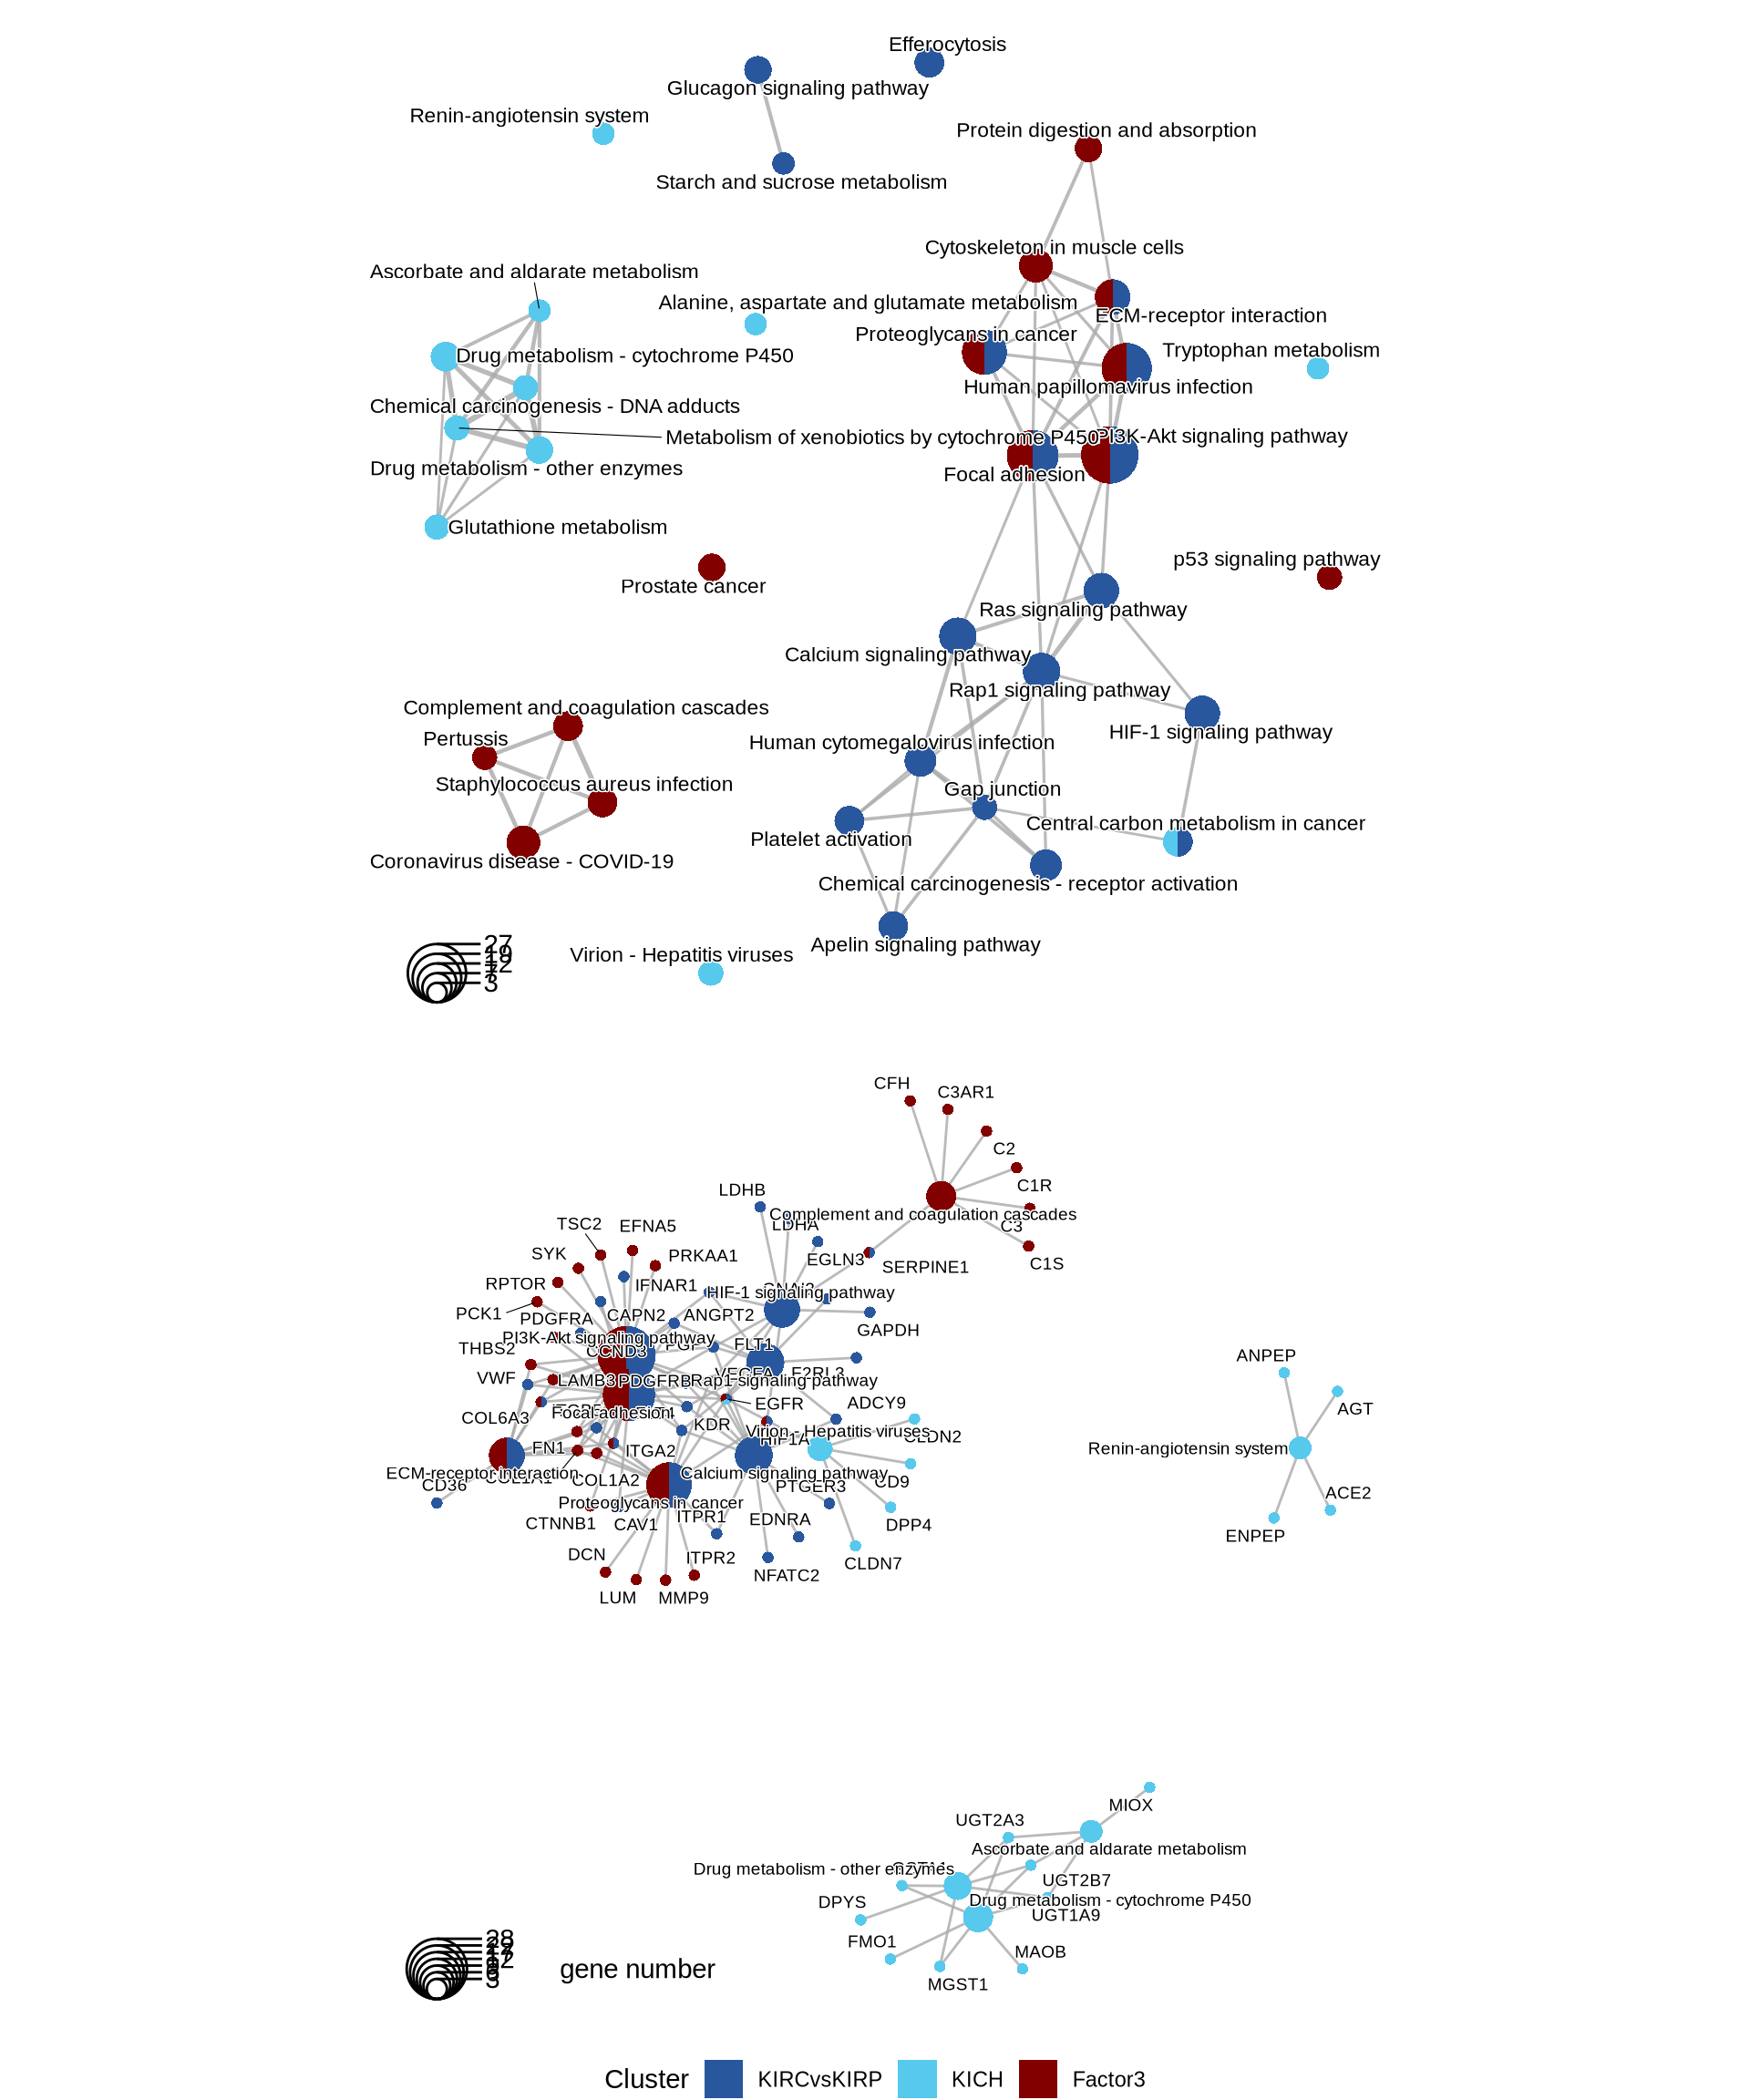 Efferocytosis
Glucagon signaling pathway
Renin-angiotensin system
Protein digestion and absorption
Starch and sucrose metabolism
Cytoskeleton in muscle cells
Ascorbate and aldarate metabolism
Alanine, aspartate and glutamate metabolism
ECM-receptor interaction
Proteoglycans in cancer
Tryptophan metabolism
Drug metabolism - cytochrome P450
Human papillomavirus infection
Chemical carcinogenesis - DNA adducts
Metabolism of xenobiotics by cytochrome P450
PI3K-Akt signaling pathway
Drug metabolism - other enzymes
Focal adhesion
Glutathione metabolism
p53 signaling pathway
Prostate cancer
Ras signaling pathway
Calcium signaling pathway
Rap1 signaling pathway
Complement and coagulation cascades
HIF-1 signaling pathway
Pertussis
Human cytomegalovirus infection
Staphylococcus aureus infection
Gap junction
Central carbon metabolism in cancer
Platelet activation
Coronavirus disease - COVID-19
Chemical carcinogenesis - receptor activation
Apelin signaling pathway
Virion - Hepatitis viruses
27
19
12
7
3
CFH
C3AR1
C2
C1R
LDHB
Complement and coagulation cascades
LDHA
C3
TSC2
EFNA5
SYK
PRKAA1
EGLN3
SERPINE1
C1S
RPTOR
IFNAR1
HIF-1 signaling pathway
PCK1
PDGFRA
CAPN2
ANGPT2
GAPDH
PI3K-Akt signaling pathway
PGF
FLT1
THBS2
CCND3
ANPEP
VWF
LAMB3
PDGFRB
Rap1 signaling pathway
VEGFA
F2RL3
EGFR
ADCY9
AGT
COL6A3
Focal adhesion
KDR
Virion - Hepatitis viruses
HIF1A
CLDN2
FN1
ITGA2
Renin-angiotensin system
ECM-receptor interaction
CD36
COL1A1
COL1A2
Calcium signaling pathway
PTGER3
CD9
ACE2
Proteoglycans in cancer
CTNNB1
CAV1
ITPR1
EDNRA
DPP4
ENPEP
DCN
ITPR2
NFATC2
CLDN7
LUM
MMP9
MIOX
UGT2A3
Ascorbate and aldarate metabolism
Drug metabolism - other enzymes
UGT2B7
DPYS
Drug metabolism - cytochrome P450
UGT1A9
FMO1
MAOB
MGST1
28
12
3
gene number
Cluster
KIRCvsKIRP
KICH
Factor3